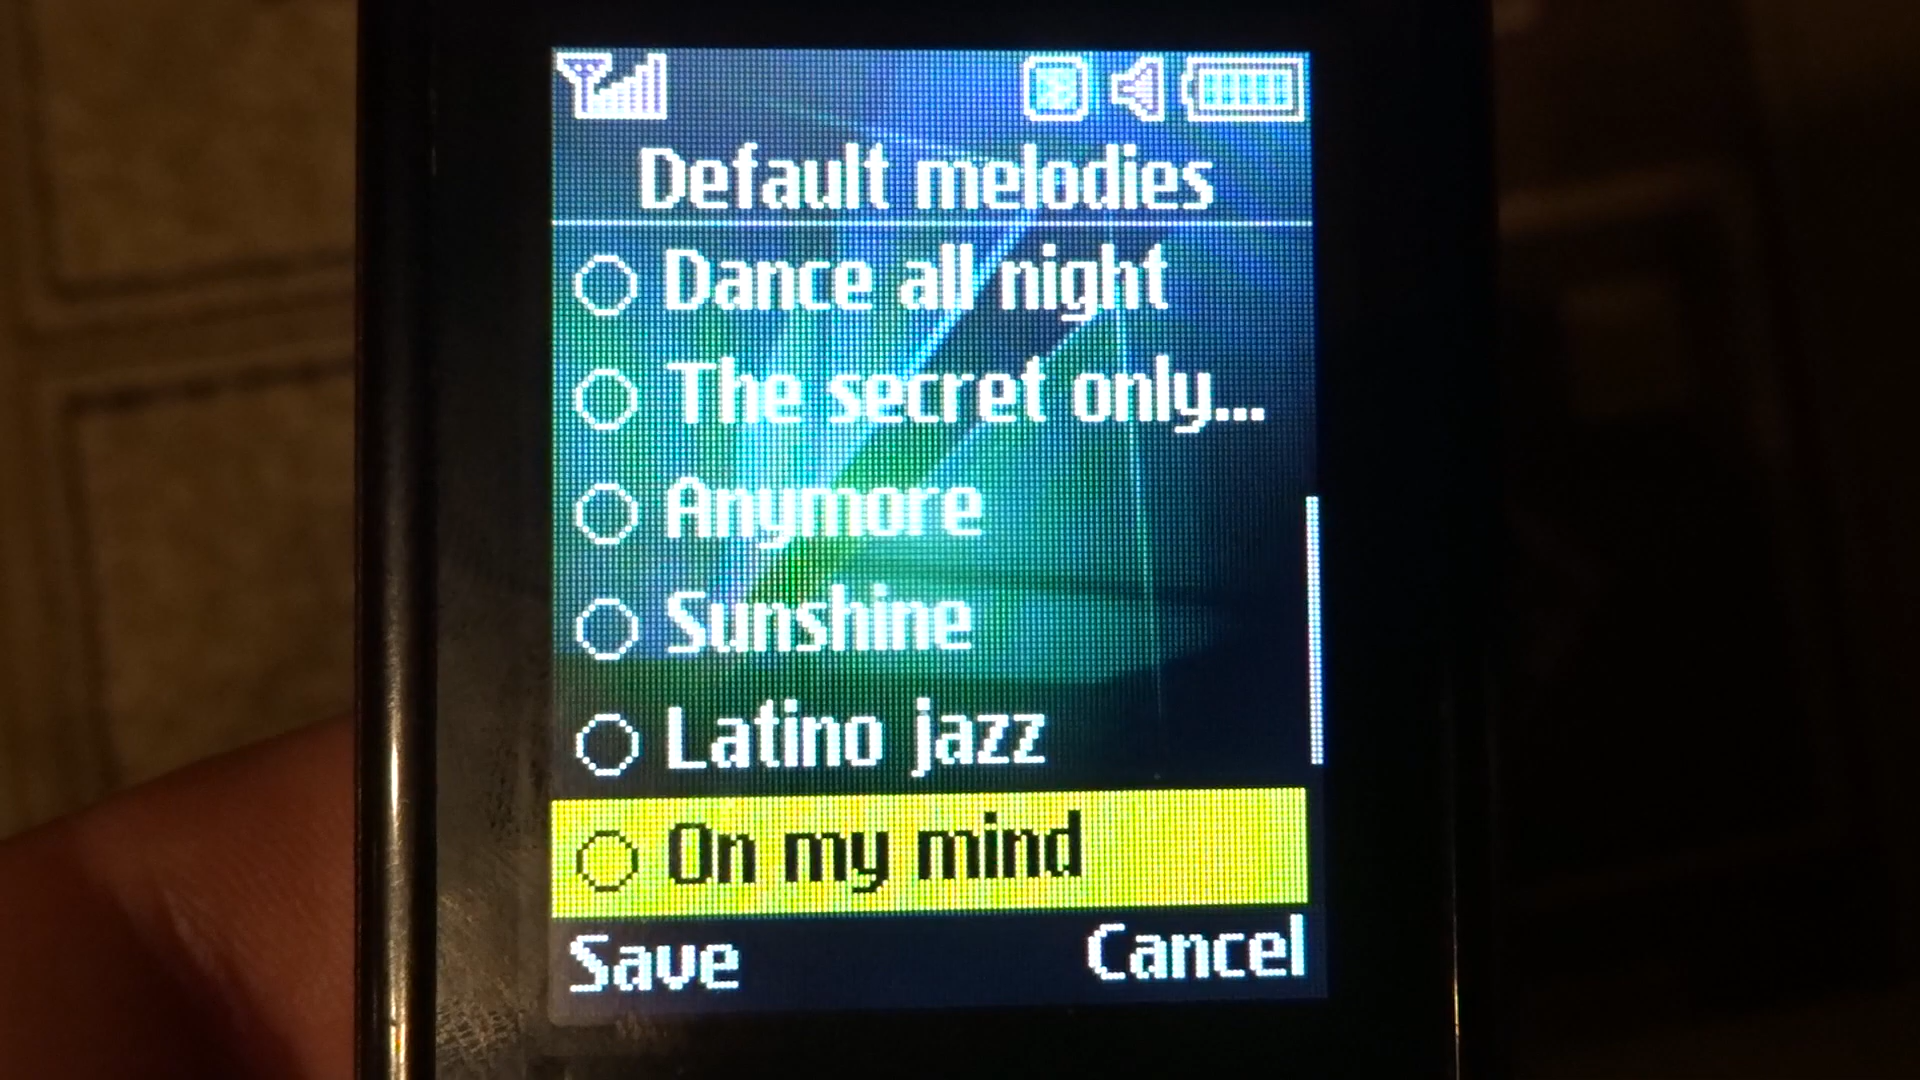 Default melodies
Dance all night
The secret only...
Anymore
Sunshine
Latino jazz
On my mind
Save
Cancel